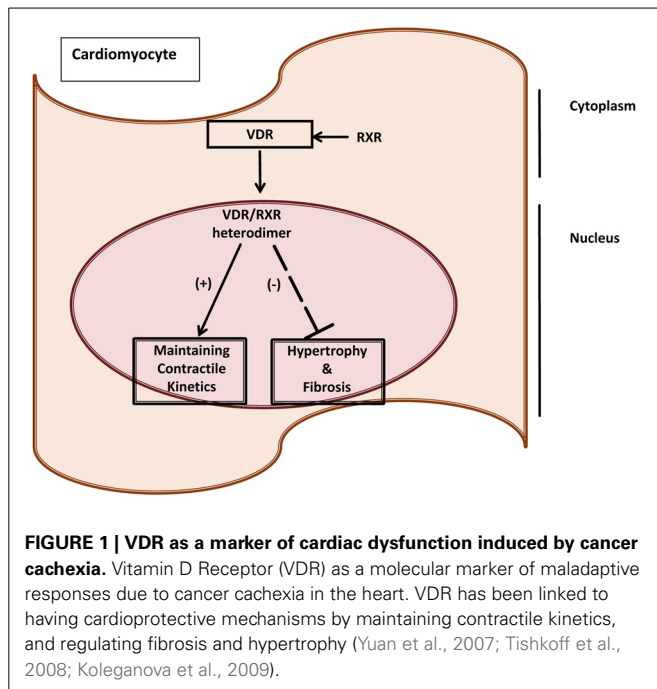 Cardiomyocyte
Cytoplasm
VDR
RXR
VDR/RXR
heterodimer
Nucleus
(+)
(-)
Maintaining
Contractile
Kinetics
Hypertrophy
&
Fibrosis
FIGURE 1 | VDR as a marker of cardiac dysfunction induced by cancer
cachexia. Vitamin D Receptor (VDR) as a molecular marker of maladaptive
responses due to cancer cachexia in the heart. VDR has been linked to
having cardioprotective mechanisms by maintaining contractile kinetics,
and regulating fibrosis and hypertrophy (Yuan et al., 2007; Tishkoff et al.,
2008; Koleganova et al., 2009).